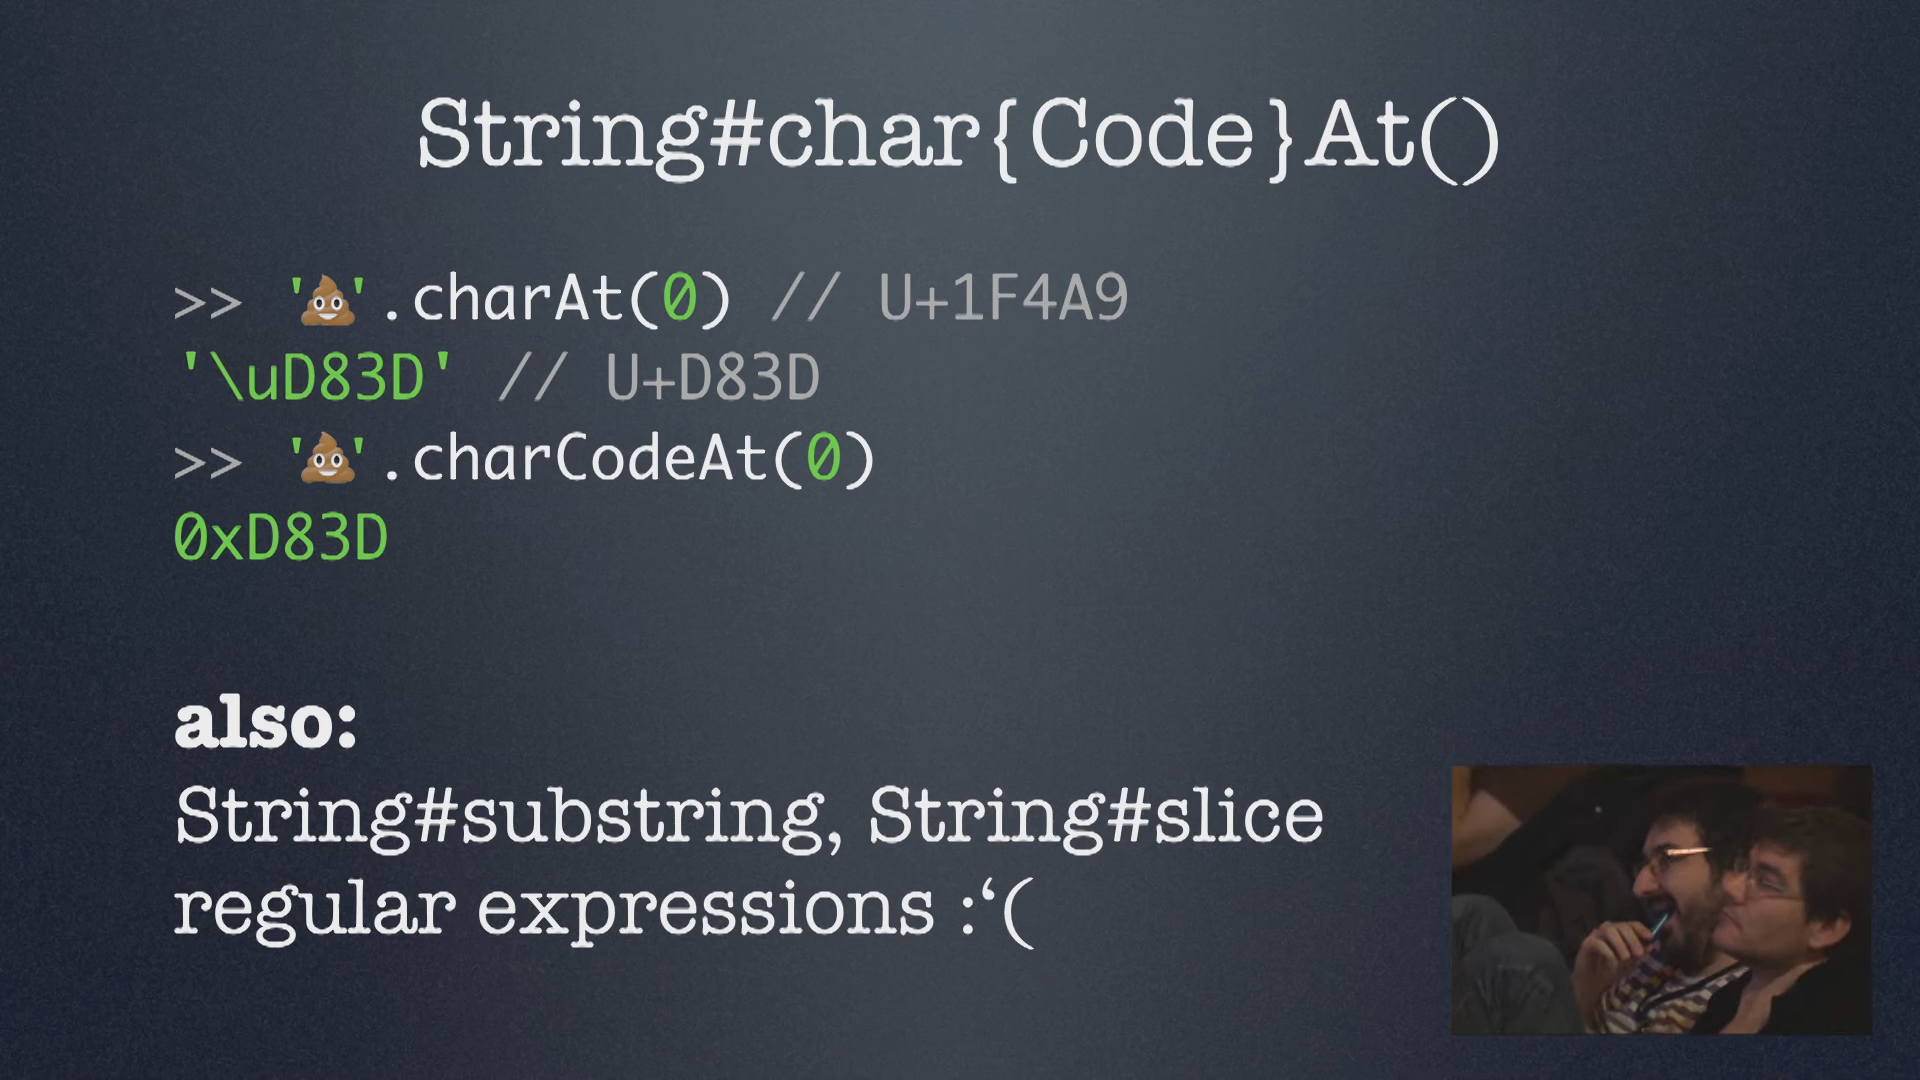 String#char{Code}At()
>> '💩'.charAt(0) // U+1F4A9
'\uD83D' // U+D83D
>> '💩'.charCodeAt(0)
0xD83D
also:
String#substring, String#slice
regular expressions :‘(